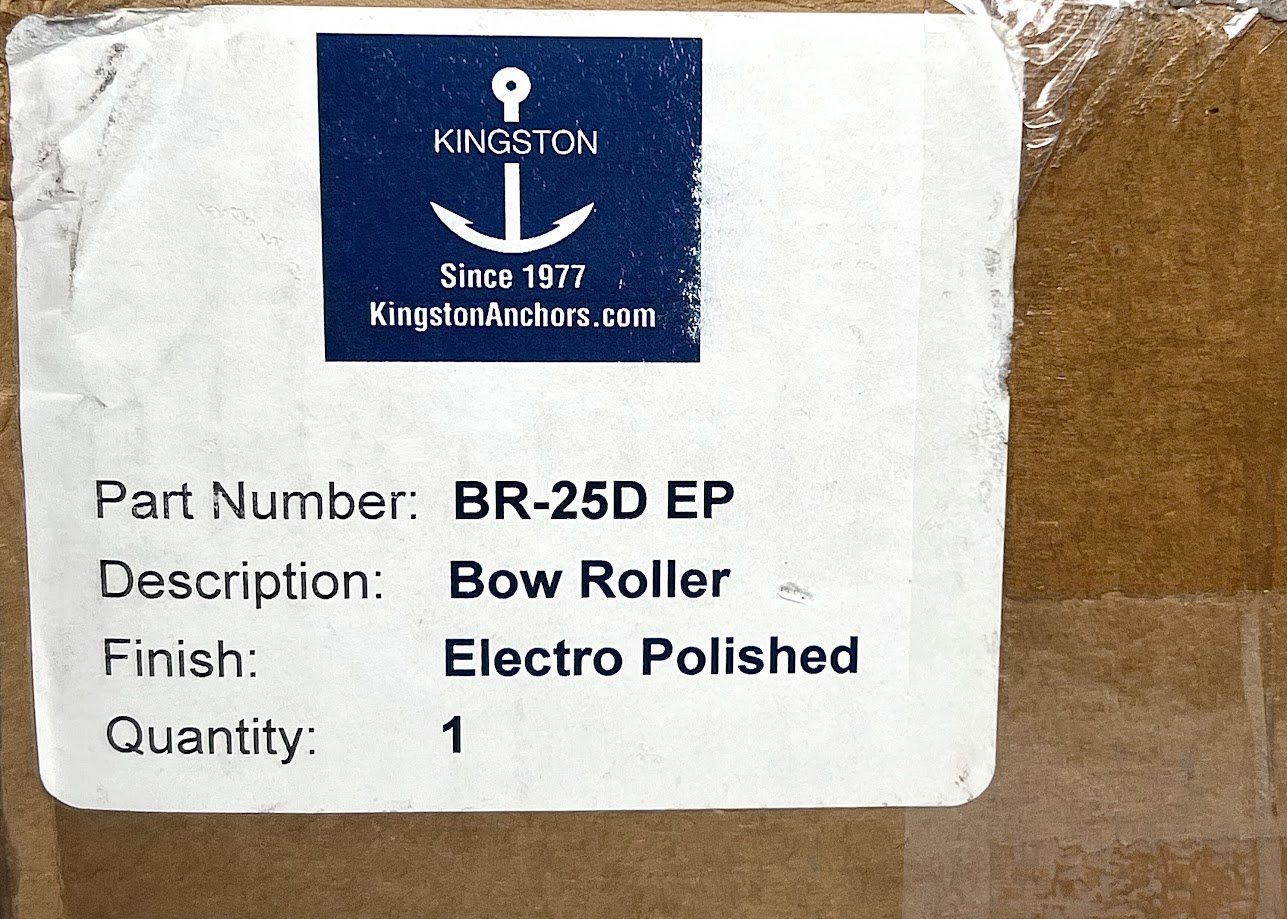 KINGSTON
Since 1977
KingstonAnchors.com
Part Number: BR-25D EP
Description: Bow Roller
Finish: Electro Polished
Quantity: 1